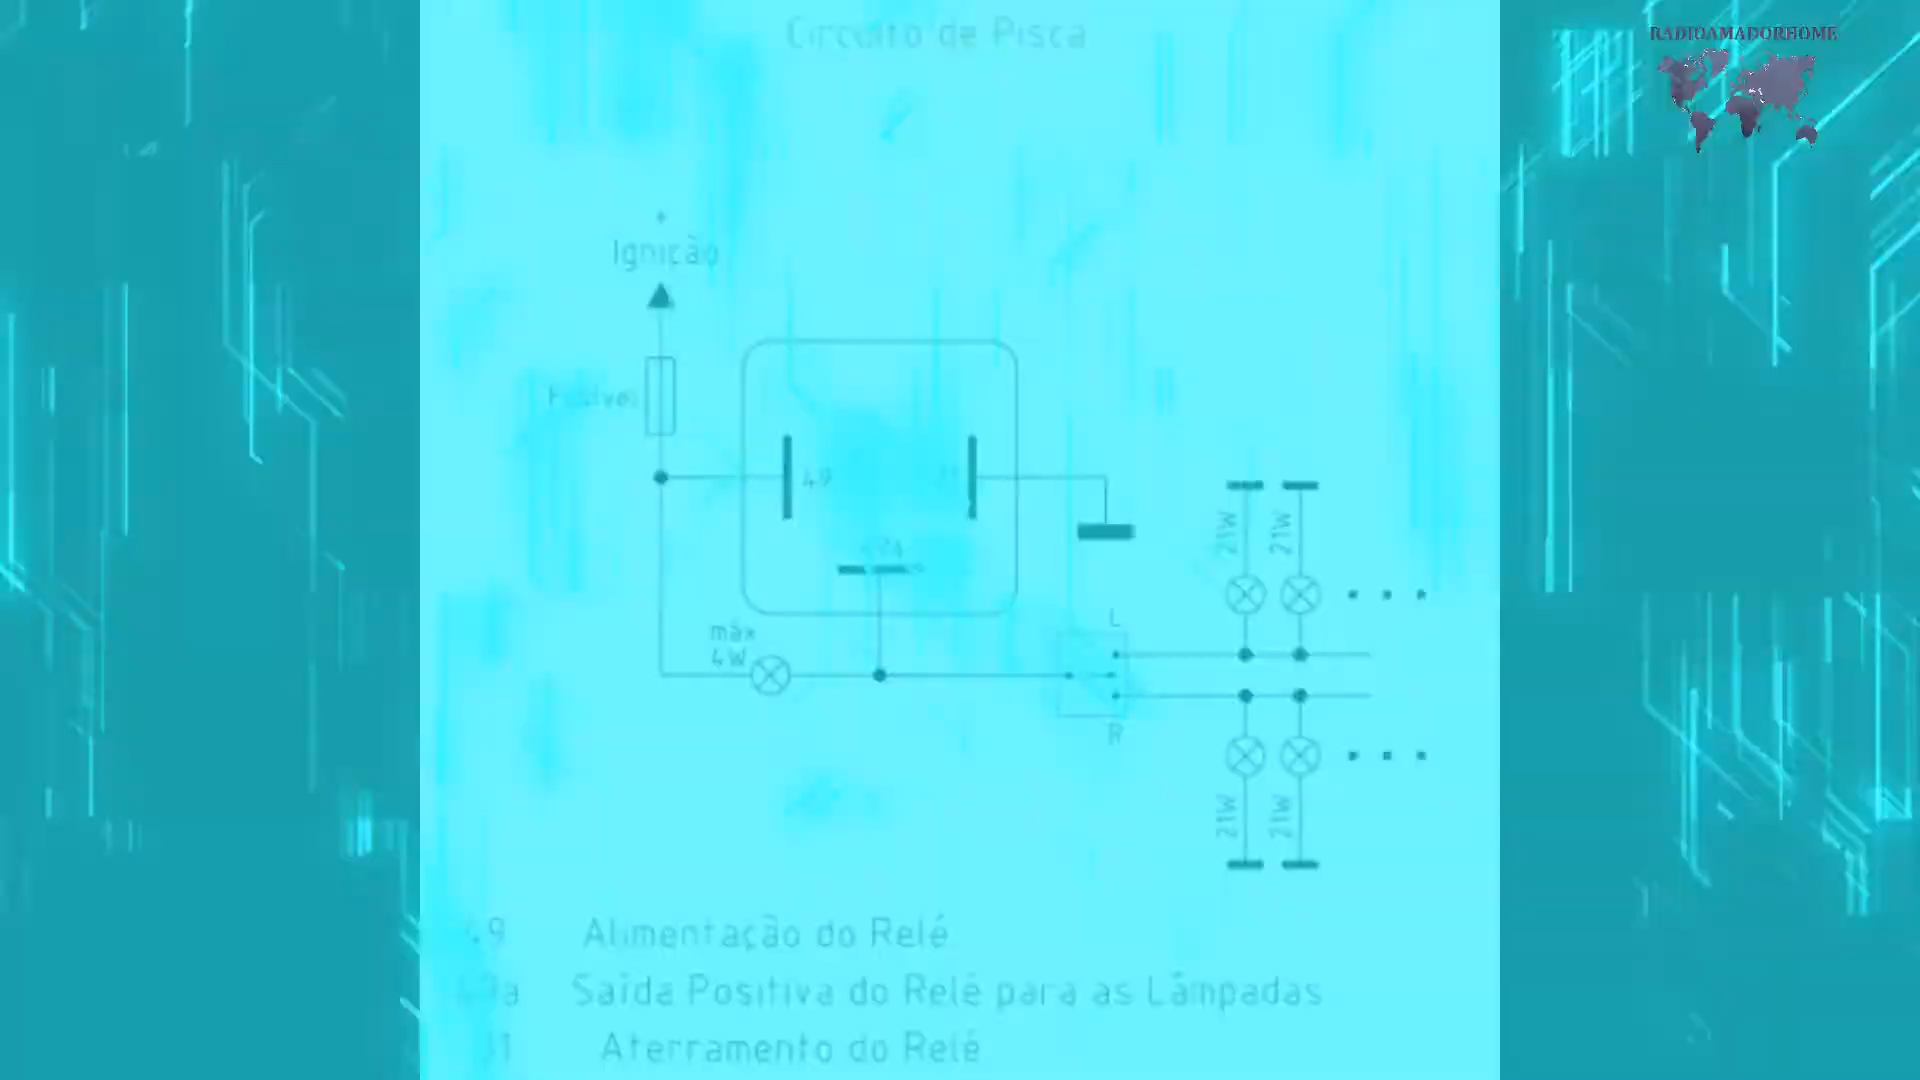 Circuito de Pisca
RADIOAMADORHOME
+
Ignição
Fusível
49
49a
máx
4W
L
R
21W
21W
21W
21W
49 Alimentação do Relé
49a Saída Positiva do Relé para as Lâmpadas
31 Aterramento do Relé